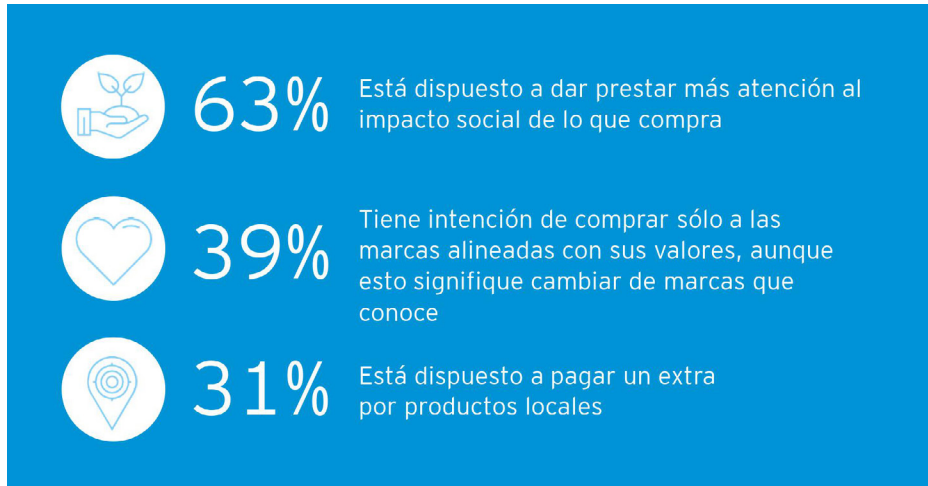 63%
Está dispuesto a dar prestar más atención al
impacto social de lo que compra
39%
Tiene intención de comprar sólo a las
marcas alineadas con sus valores, aunque
esto signifique cambiar de marcas que
conoce
31%
Está dispuesto a pagar un extra
por productos locales